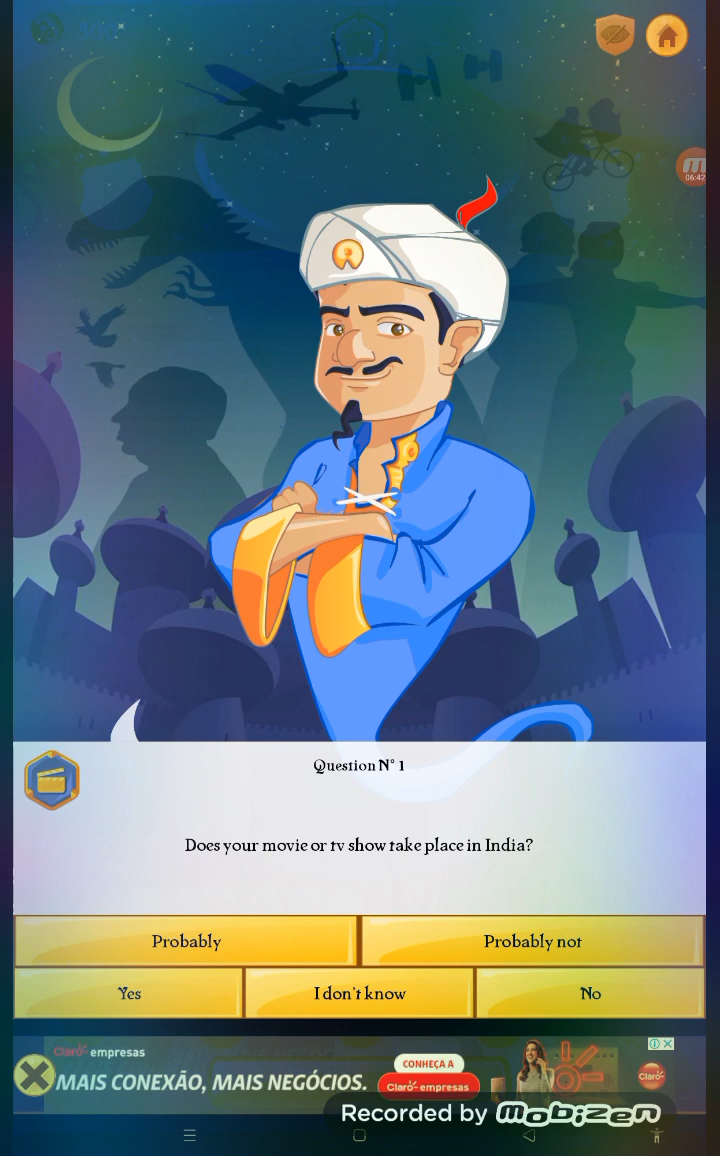 06:42
Question N° 1
Does your movie or tv show take place in India?
Probably
Probably not
Yes
I don't know
No
Claro empresas
MAIS CONEXÃO, MAIS NEGÓCIOS.
CONHEÇA A
Claro empresas
Claro
Recorded by mobizen